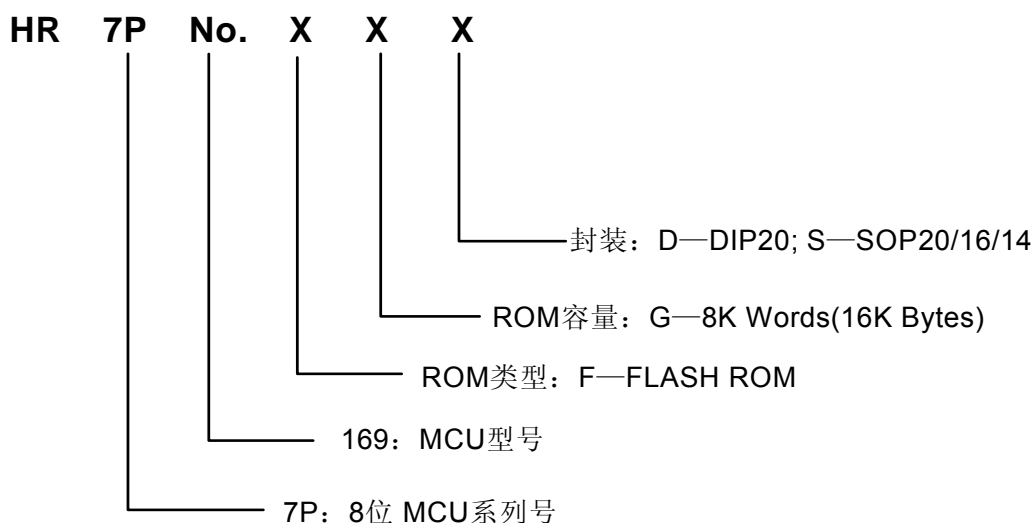 HR 7P No. X X X
封装：D—DIP20; S—SOP20/16/14
ROM容量：G—8K Words(16K Bytes)
ROM类型：F—FLASH ROM
169：MCU型号
7P：8位 MCU系列号